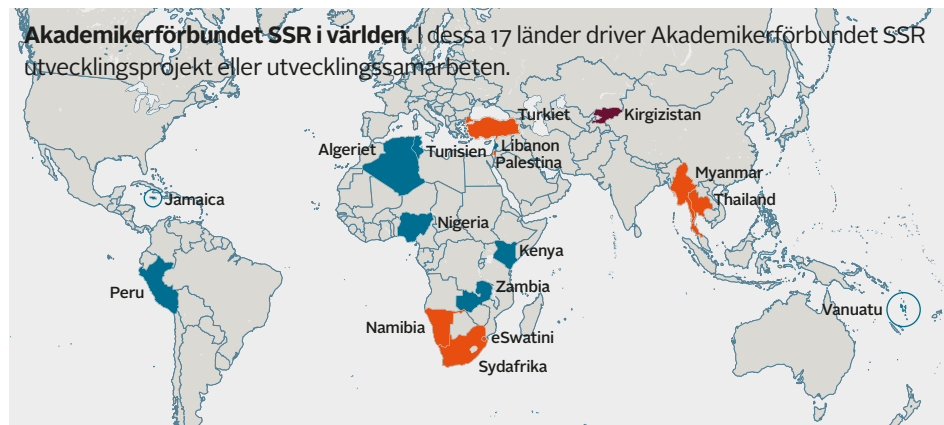 Akademikerförbundet SSR i världen. I dessa 17 länder driver Akademikerförbundet SSR
utvecklingsprojekt eller utvecklingssamarbeten.
Turkiet
Kirgizistan
Algeriet
Tunisien
Libanon
Palestina
Myanmar
Thailand
Jamaica
Nigeria
Kenya
Peru
Zambia
Vanuatu
Namibia
eSwatini
Sydafrika